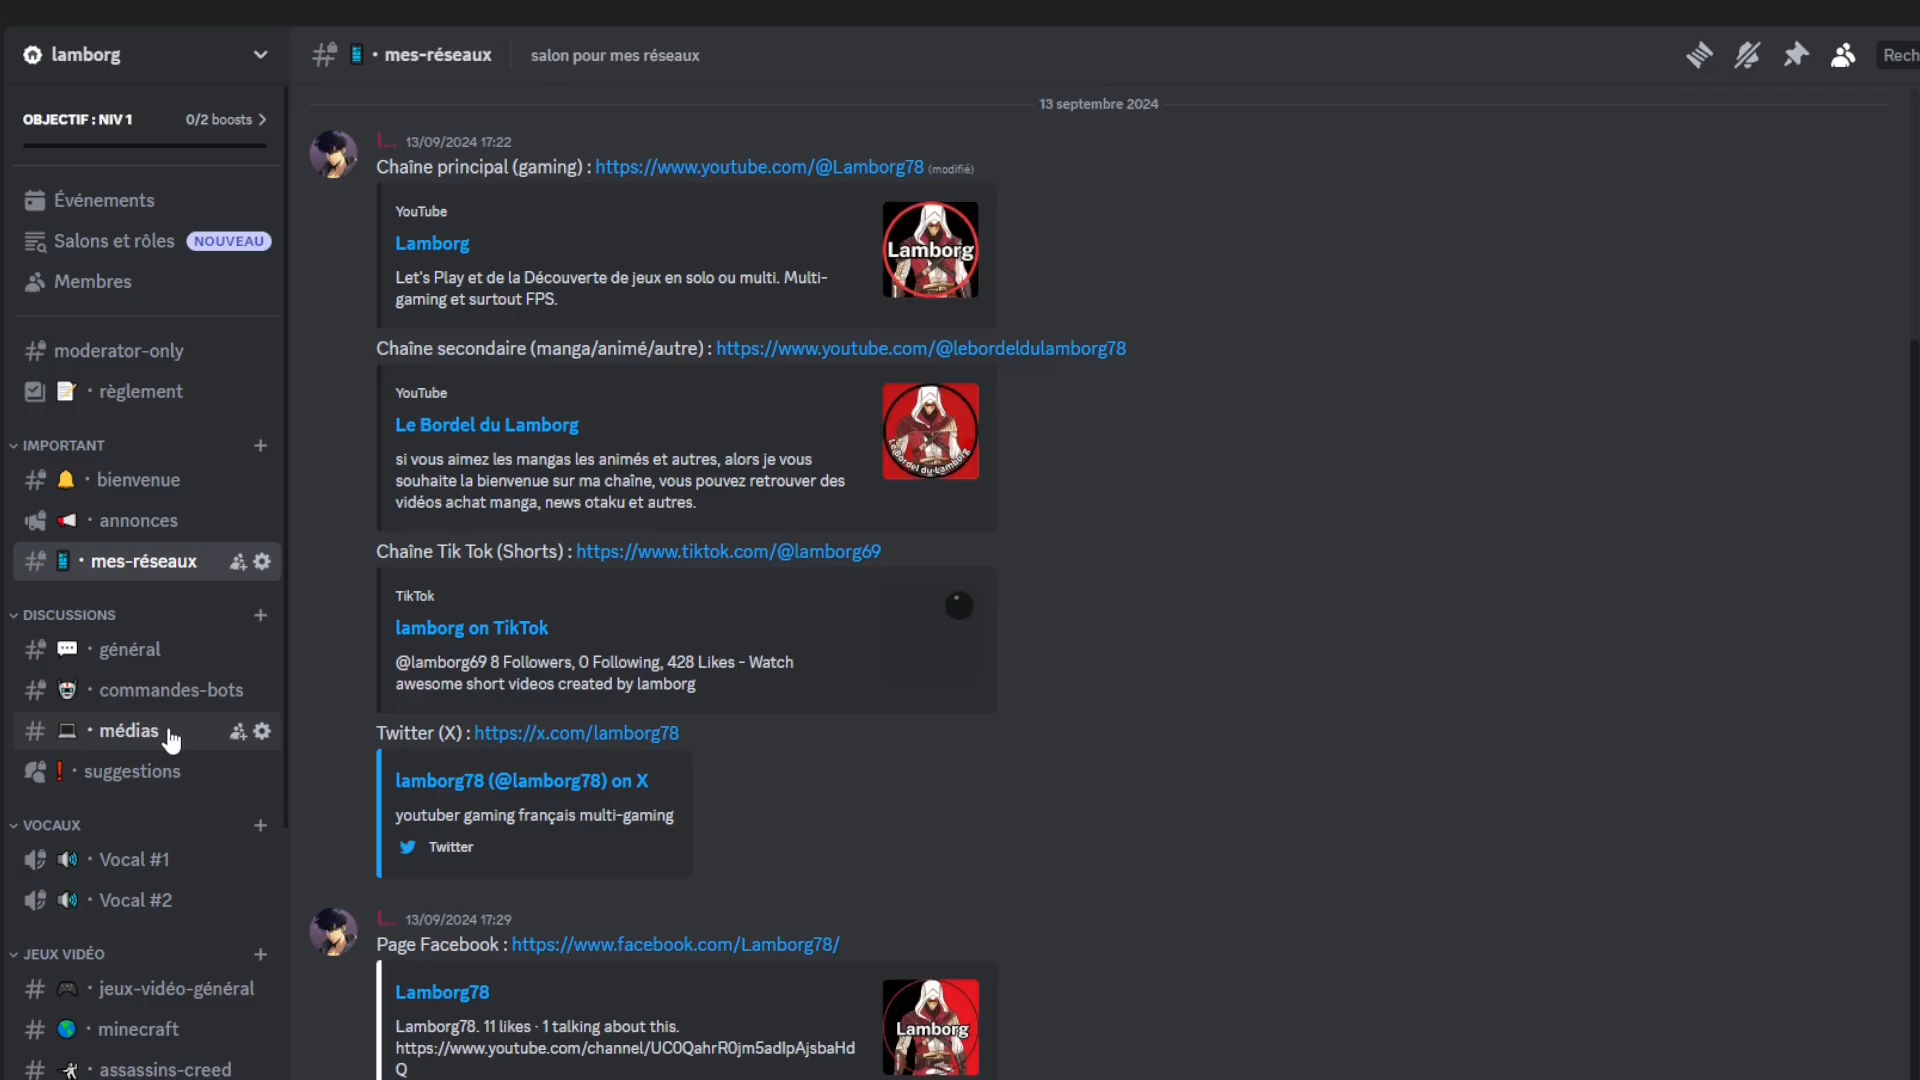 lamborg
OBJECTIF : NIV 1 0/2 boosts
Événements
Salons et rôles NOUVEAU
Membres
moderator-only
règlement
IMPORTANT
bienvenue
annonces
mes-réseaux
DISCUSSIONS
général
commandes-bots
médias
suggestions
VOCAUX
Vocal #1
Vocal #2
JEUX VIDÉO
jeux-vidéo-général
minecraft
assassins-creed
mes-réseaux salon pour mes réseaux
Rech
13 septembre 2024
L... 13/09/2024 17:22
Chaîne principal (gaming) : https://www.youtube.com/@Lamborg78 (modifié)
YouTube
Lamborg
Let's Play et de la Découverte de jeux en solo ou multi. Multi-
gaming et surtout FPS.
Lamborg
Chaîne secondaire (manga/animé/autre) : https://www.youtube.com/@lebordeldulamborg78
YouTube
Le Bordel du Lamborg
si vous aimez les mangas les animés et autres, alors je vous
souhaite la bienvenue sur ma chaîne, vous pouvez retrouver des
vidéos achat manga, news otaku et autres.
Le Bordel du Lamborg
Chaîne Tik Tok (Shorts) : https://www.tiktok.com/@lamborg69
TikTok
lamborg on TikTok
@lamborg69 8 Followers, 0 Following, 428 Likes - Watch
awesome short videos created by lamborg
Twitter (X) : https://x.com/lamborg78
lamborg78 (@lamborg78) on X
youtuber gaming français multi-gaming
Twitter
L... 13/09/2024 17:29
Page Facebook : https://www.facebook.com/Lamborg78/
Lamborg78
Lamborg78. 11 likes · 1 talking about this.
https://www.youtube.com/channel/UC0QahrR0jm5adlpAjsbaHd
Q
Lamborg